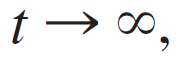 t → ∞,